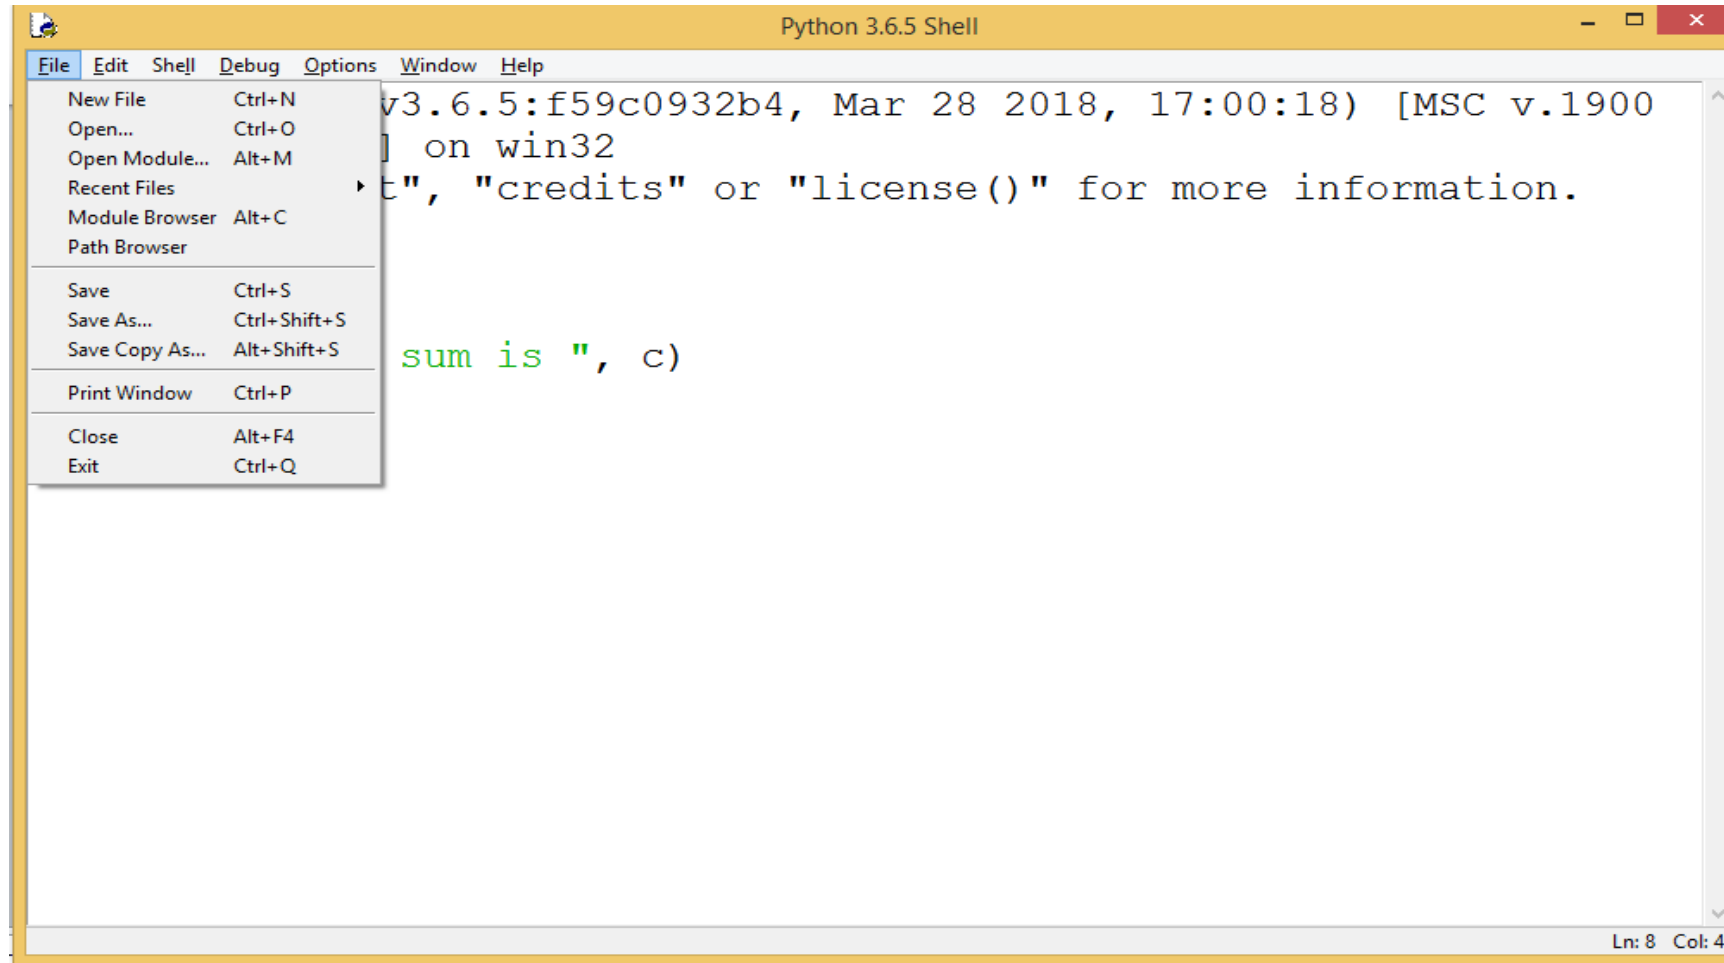 Python 3.6.5 Shell
File Edit Shell Debug Options Window Help
New File Ctrl+N
Open... Ctrl+O
Open Module... Alt+M
Recent Files
Module Browser Alt+C
Path Browser
Save Ctrl+S
Save As... Ctrl+Shift+S
Save Copy As... Alt+Shift+S
Print Window Ctrl+P
Close Alt+F4
Exit Ctrl+Q
v3.6.5:f59c0932b4, Mar 28 2018, 17:00:18) [MSC v.1900
] on win32
t", "credits" or "license()" for more information.
sum is ", c)
Ln: 8 Col: 4